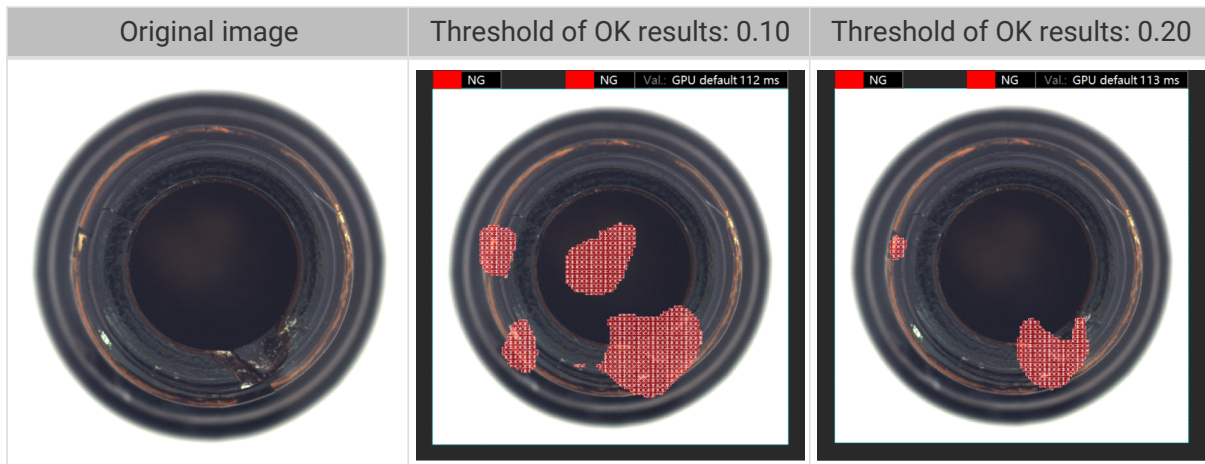 Original image
Threshold of OK results: 0.10
Threshold of OK results: 0.20
NG
NG
Val.: GPU default 112 ms
NG
NG
Val.: GPU default 113 ms